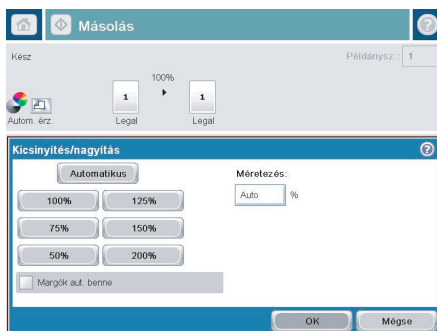 Másolás
Kész
Példánysz.: 1
100%
1 1
Autom. érz. Legal Legal
Kicsinyítés/nagyítás
Automatikus Méretezés:
100% 125% Auto %
75% 150%
50% 200%
Margók aut. benne
OK Mégse